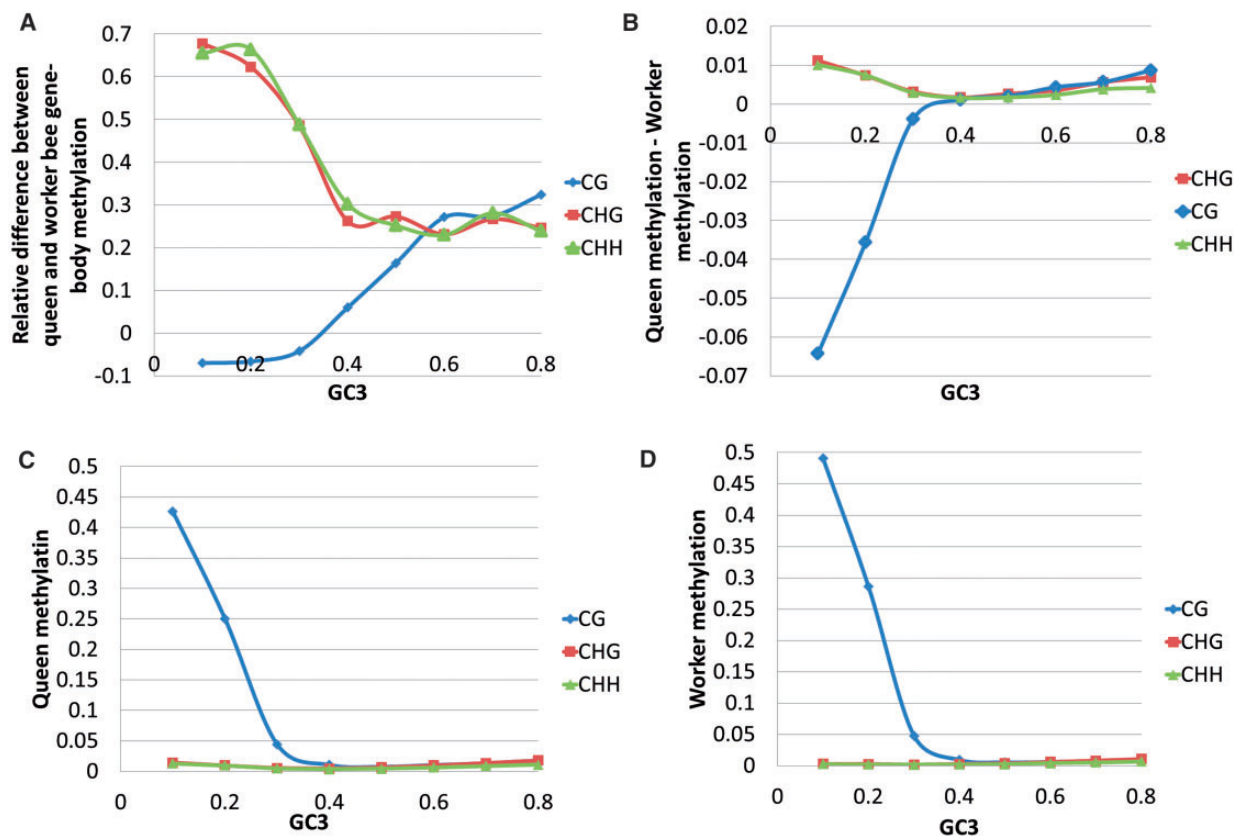 A
Relative difference between
queen and worker bee gene-
body methylation
0.7
0.6
0.5
0.4
0.3
0.2
0.1
0
-0.1
0 0.2 0.4 0.6 0.8
GC3
CG
CHG
CHH
B
Queen methylation - Worker
methylation
0.02
0.01
0
-0.01
-0.02
-0.03
-0.04
-0.05
-0.06
-0.07
0 0.2 0.4 0.6 0.8
GC3
CHG
CG
CHH
C
Queen methylatin
0.5
0.45
0.4
0.35
0.3
0.25
0.2
0.15
0.1
0.05
0
0 0.2 0.4 0.6 0.8
GC3
CG
CHG
CHH
D
Worker methylation
0.5
0.45
0.4
0.35
0.3
0.25
0.2
0.15
0.1
0.05
0
0 0.2 0.4 0.6 0.8
GC3
CG
CHG
CHH